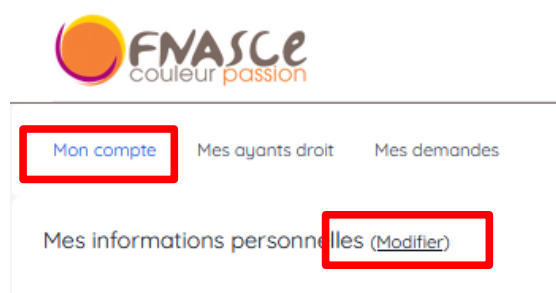 FNASCE
couleur passion
Mon compte Mes ayants droit Mes demandes
Mes informations personnelles (Modifier)